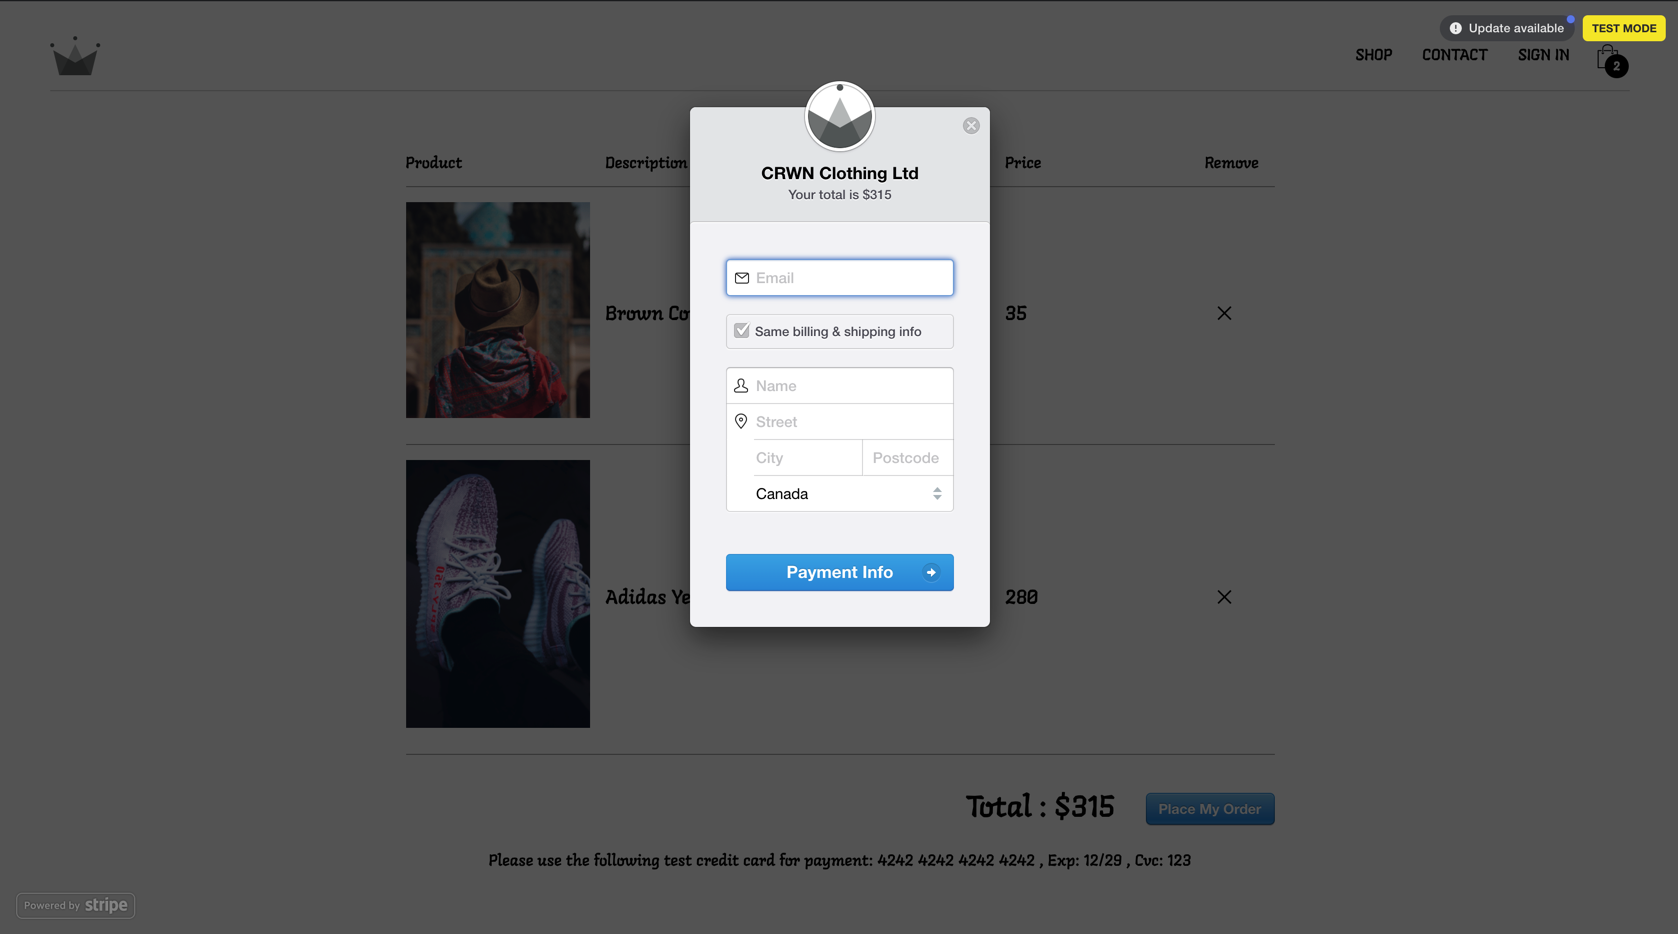 Update available
TEST MODE
SHOP CONTACT SIGN IN
2
Product Description Price Remove
CRWN Clothing Ltd
Your total is $315
Email
Same billing & shipping info
Name
Street
City Postcode
Canada
Payment Info
Brown Co 35
Adidas Ye 280
Total : $315 Place My Order
Please use the following test credit card for payment: 4242 4242 4242 4242 , Exp: 12/29 , Cvc: 123
Powered by stripe